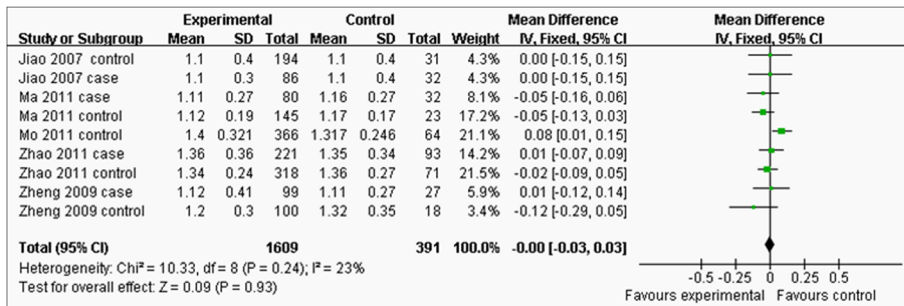 Experimental Control Mean Difference Mean Difference
Study or Subgroup Mean SD Total Mean SD Total Weight IV, Fixed, 95% CI IV, Fixed, 95% CI
Jiao 2007 control 1.1 0.4 194 1.1 0.4 31 4.3% 0.00 [-0.15, 0.15]
Jiao 2007 case 1.1 0.3 86 1.1 0.4 32 4.3% 0.00 [-0.15, 0.15]
Ma 2011 case 1.11 0.27 80 1.16 0.27 32 8.1% -0.05 [-0.16, 0.06]
Ma 2011 control 1.12 0.19 145 1.17 0.17 23 17.2% -0.05 [-0.13, 0.03]
Mo 2011 control 1.4 0.321 366 1.317 0.246 64 21.1% 0.08 [0.01, 0.15]
Zhao 2011 case 1.36 0.36 221 1.35 0.34 93 14.2% 0.01 [-0.07, 0.09]
Zhao 2011 control 1.34 0.24 318 1.36 0.27 71 21.5% -0.02 [-0.09, 0.05]
Zheng 2009 case 1.12 0.41 99 1.11 0.27 27 5.9% 0.01 [-0.12, 0.14]
Zheng 2009 control 1.2 0.3 100 1.32 0.35 18 3.4% -0.12 [-0.29, 0.05]
Total (95% CI) 1609 391 100.0% -0.00 [-0.03, 0.03]
Heterogeneity: Chi² = 10.33, df = 8 (P = 0.24); I² = 23%
Test for overall effect: Z = 0.09 (P = 0.93)
-0.5 -0.25 0 0.25 0.5
Favours experimental Favours control